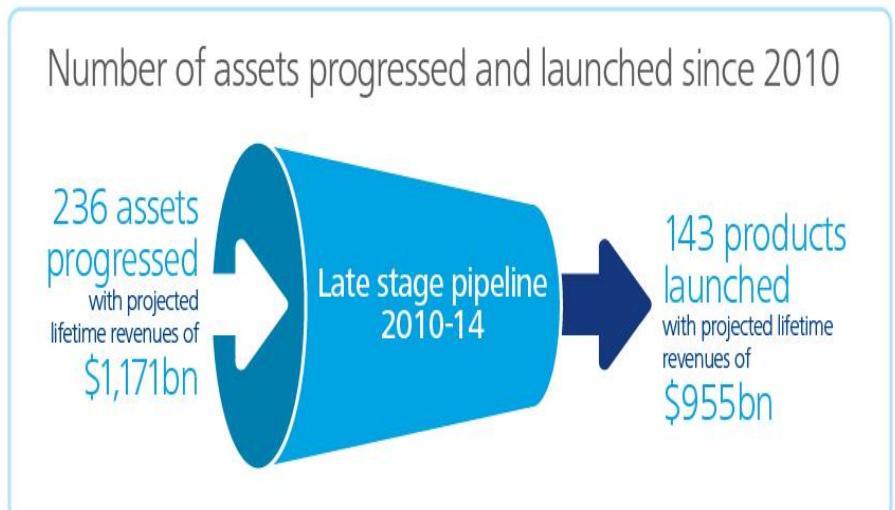 Number of assets progressed and launched since 2010
236 assets
progressed
with projected
lifetime revenues of
$1,171bn
Late stage pipeline
2010-14
143 products
launched
with projected lifetime
revenues of
$955bn